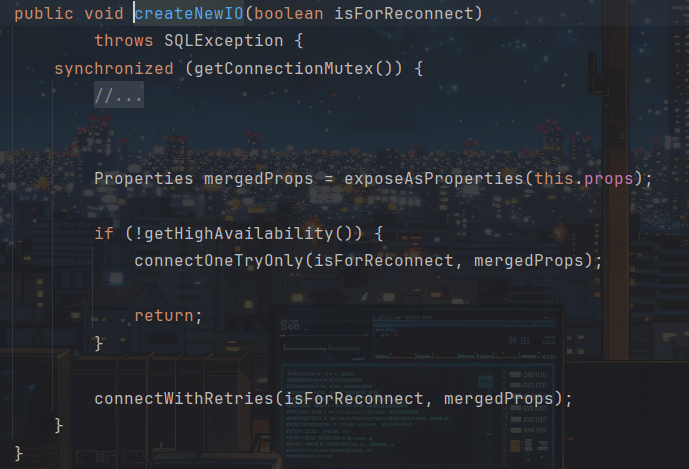 public void createNewIO(boolean isForReconnect)
        throws SQLException {
    synchronized (getConnectionMutex()) {
        //...
        Properties mergedProps = exposeAsProperties(this.props);
        if (!getHighAvailability()) {
            connectOneTryOnly(isForReconnect, mergedProps);
            return;
        }
        connectWithRetries(isForReconnect, mergedProps);
    }
}